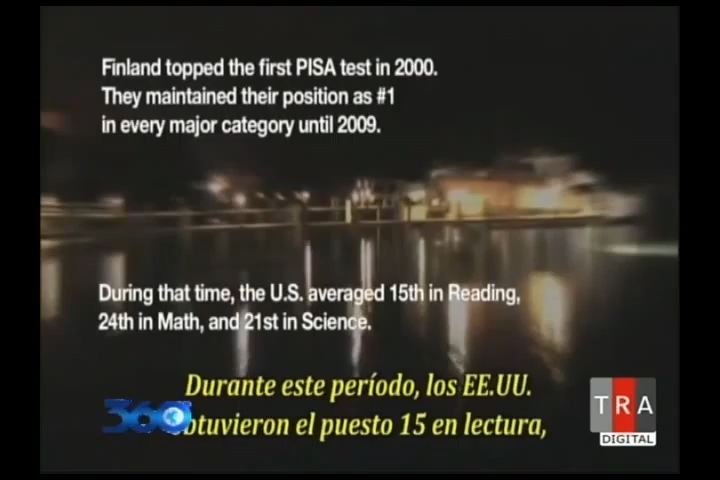 Finland topped the first PISA test in 2000.
They maintained their position as #1
in every major category until 2009.
During that time, the U.S. averaged 15th in Reading,
24th in Math, and 21st in Science.
Durante este período, los EE.UU.
obtuvieron el puesto 15 en lectura,
360
TRA
DIGITAL